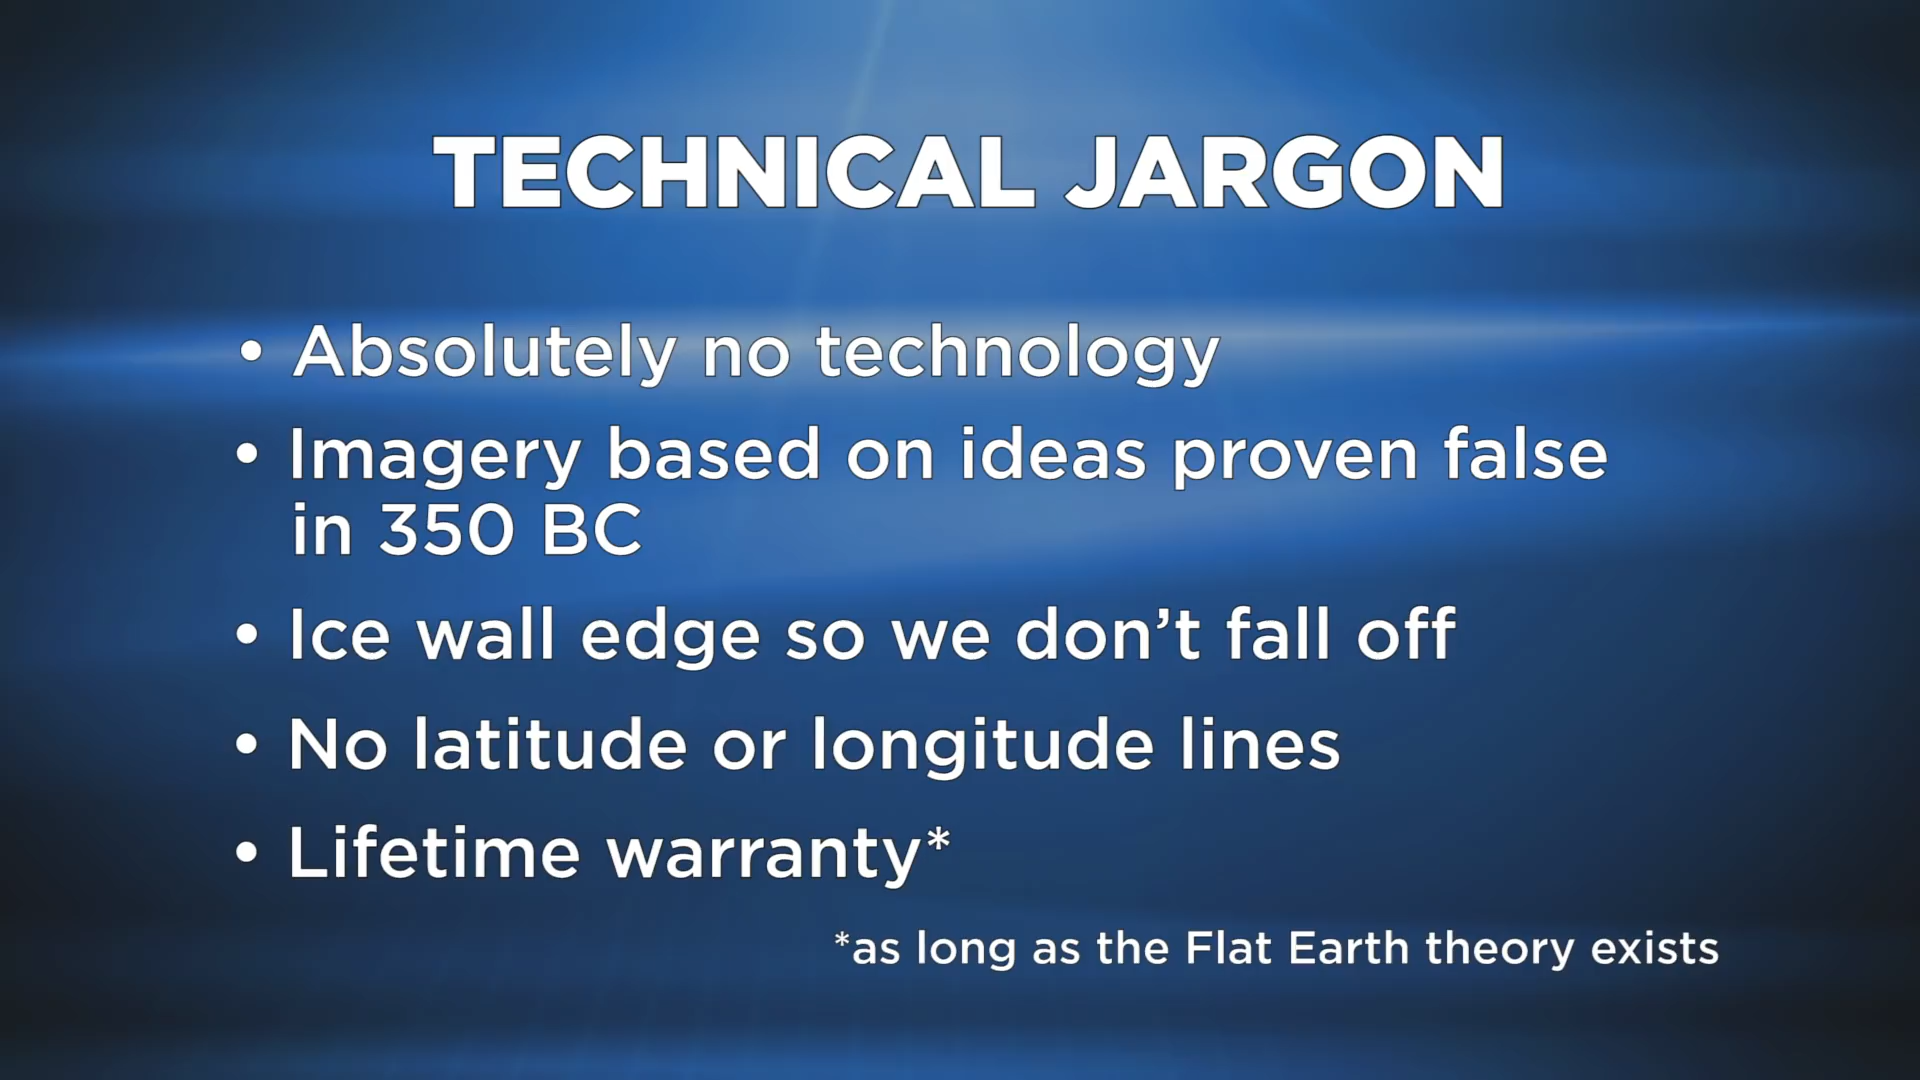 TECHNICAL JARGON
• Absolutely no technology
• Imagery based on ideas proven false
in 350 BC
• Ice wall edge so we don’t fall off
• No latitude or longitude lines
• Lifetime warranty*
*as long as the Flat Earth theory exists